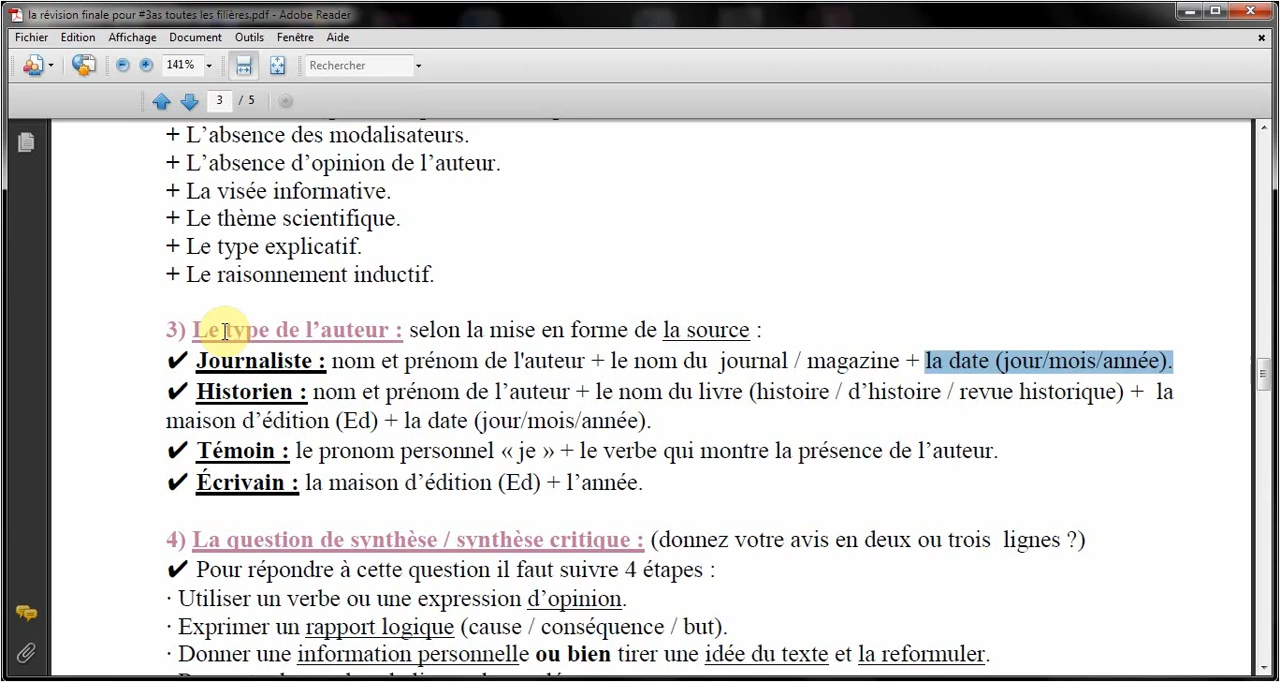 la révision finale pour #3as toutes les filières.pdf - Adobe Reader
Fichier Edition Affichage Document Outils Fenêtre Aide
141% Rechercher
3 / 5
+ L’absence des modalisateurs.
+ L’absence d’opinion de l’auteur.
+ La visée informative.
+ Le thème scientifique.
+ Le type explicatif.
+ Le raisonnement inductif.
3) Le type de l’auteur : selon la mise en forme de la source :
✔ Journaliste : nom et prénom de l'auteur + le nom du journal / magazine + la date (jour/mois/année).
✔ Historien : nom et prénom de l’auteur + le nom du livre (histoire / d’histoire / revue historique) + la
maison d’édition (Ed) + la date (jour/mois/année).
✔ Témoin : le pronom personnel « je » + le verbe qui montre la présence de l’auteur.
✔ Écrivain : la maison d’édition (Ed) + l’année.
4) La question de synthèse / synthèse critique : (donnez votre avis en deux ou trois lignes ?)
✔ Pour répondre à cette question il faut suivre 4 étapes :
· Utiliser un verbe ou une expression d’opinion.
· Exprimer un rapport logique (cause / conséquence / but).
· Donner une information personnelle ou bien tirer une idée du texte et la reformuler.